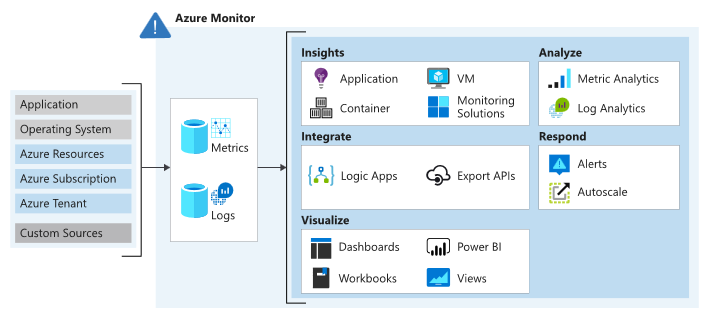 Azure Monitor
Application
Operating System
Azure Resources
Azure Subscription
Azure Tenant
Custom Sources
Metrics
Logs
Insights
Application
VM
Container
Monitoring
Solutions
Analyze
Metric Analytics
Log Analytics
Integrate
Logic Apps
Export APIs
Respond
Alerts
Autoscale
Visualize
Dashboards
Power BI
Workbooks
Views